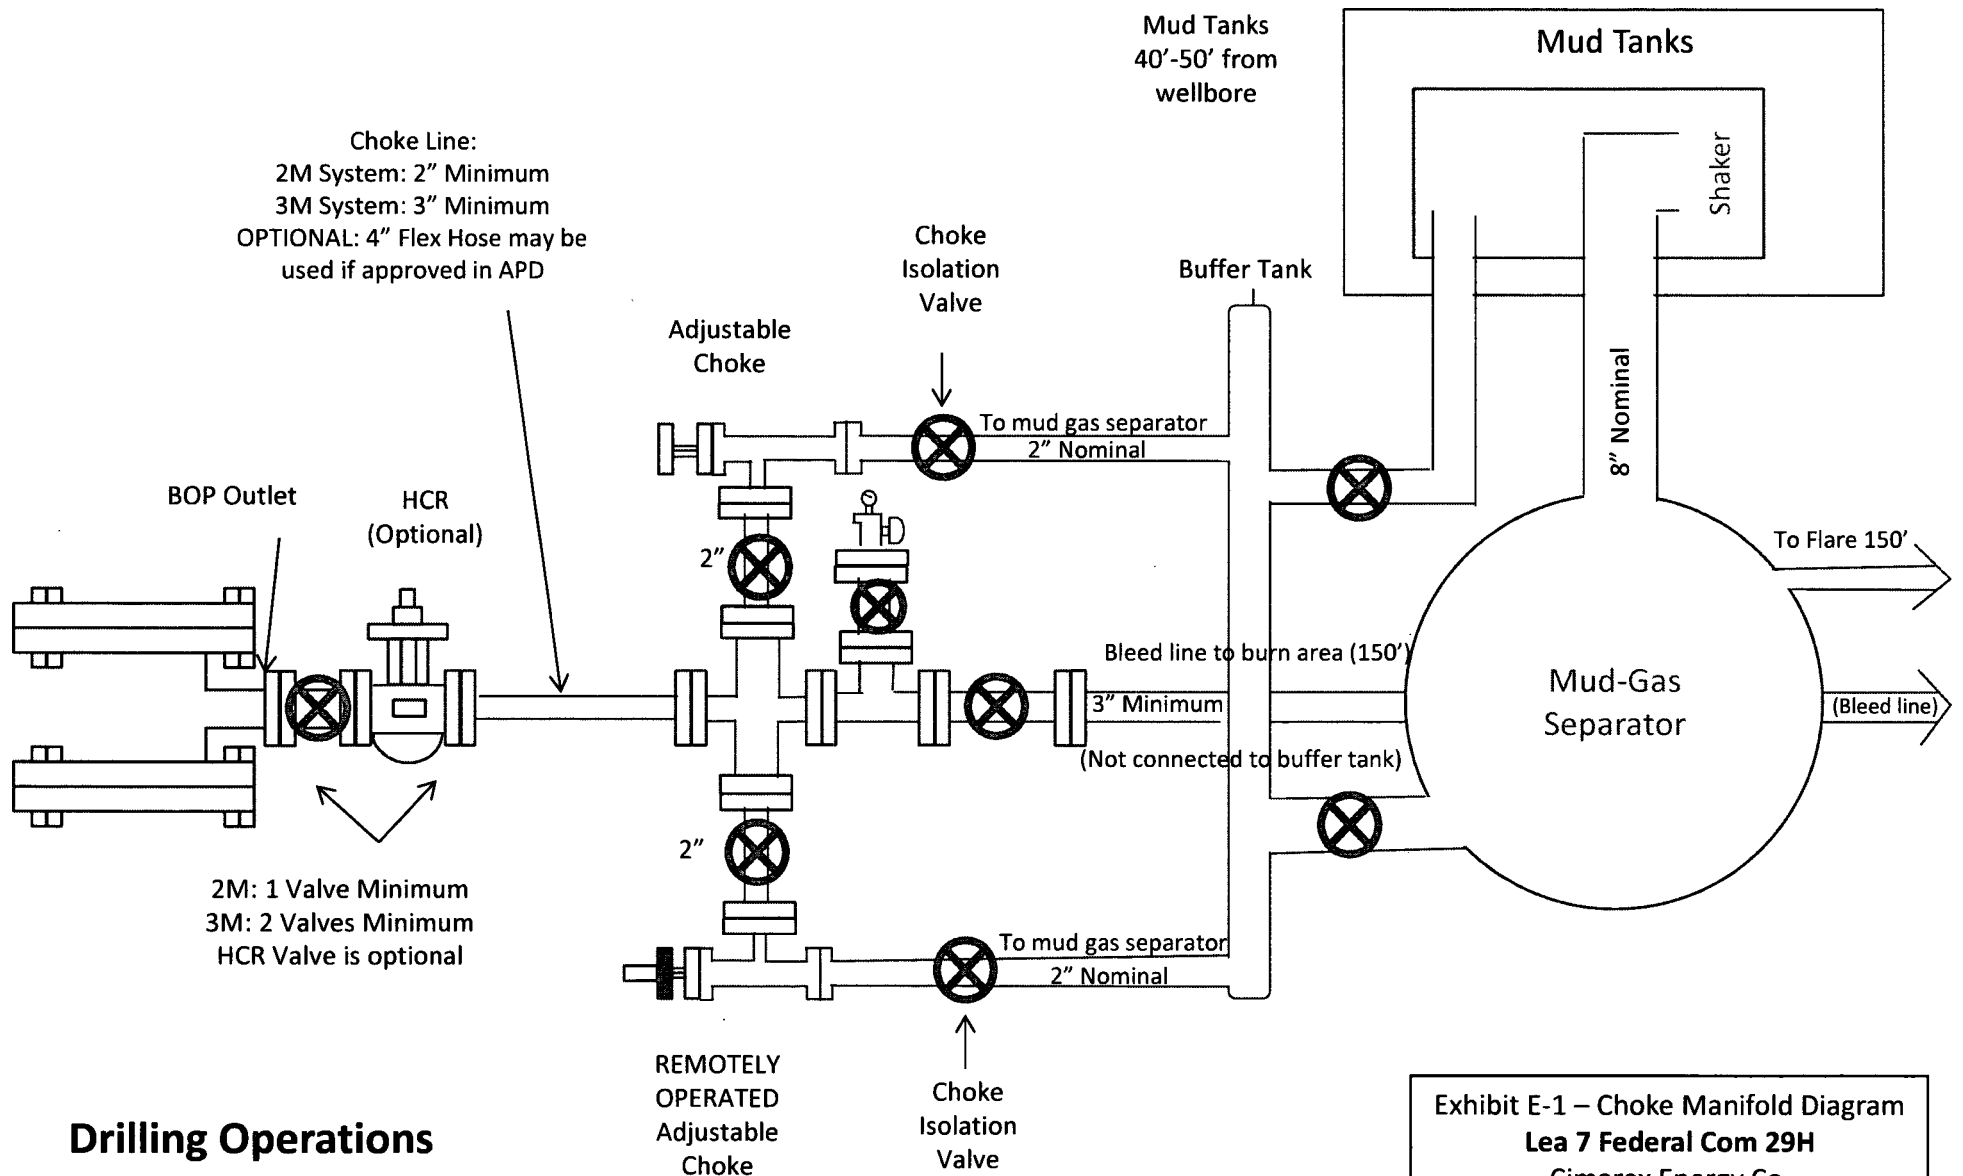 Mud Tanks
40'-50' from
wellbore
Mud Tanks
Shaker
Choke Line:
2M System: 2" Minimum
3M System: 3" Minimum
OPTIONAL: 4" Flex Hose may be
used if approved in APD
Choke
Isolation
Valve
Buffer Tank
Adjustable
Choke
8" Nominal
To mud gas separator
2" Nominal
BOP Outlet
HCR
(Optional)
2"
To Flare 150'
Bleed line to burn area (150')
3" Minimum
(Not connected to buffer tank)
Mud-Gas
Separator
(Bleed line)
2"
2M: 1 Valve Minimum
3M: 2 Valves Minimum
HCR Valve is optional
To mud gas separator
2" Nominal
REMOTELY
OPERATED
Adjustable
Choke
Choke
Isolation
Valve
Drilling Operations
Exhibit E-1 – Choke Manifold Diagram
Lea 7 Federal Com 29H
Cimarex Energy Co.